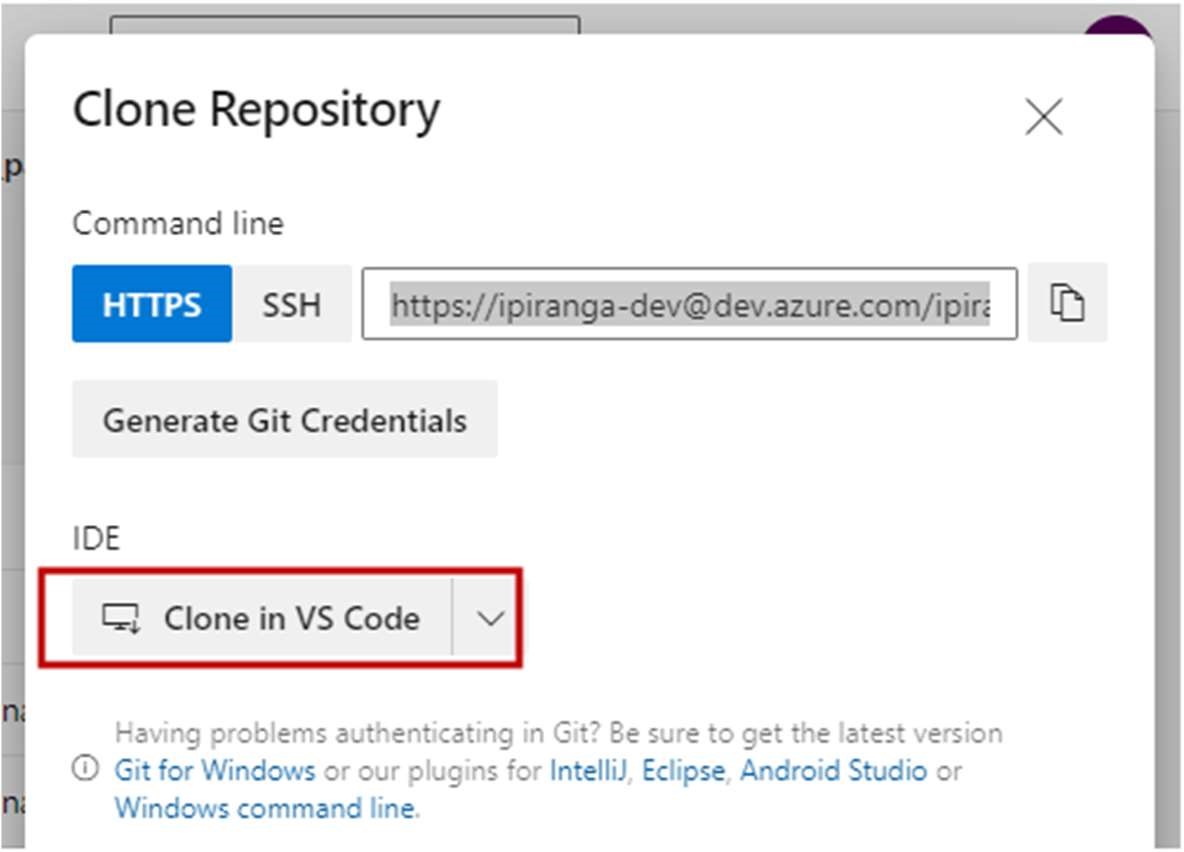 Clone Repository
Command line
HTTPS
SSH
https://ipiranga-dev@dev.azure.com/ipira
Generate Git Credentials
IDE
Clone in VS Code
Having problems authenticating in Git? Be sure to get the latest version
Git for Windows or our plugins for IntelliJ, Eclipse, Android Studio or
Windows command line.